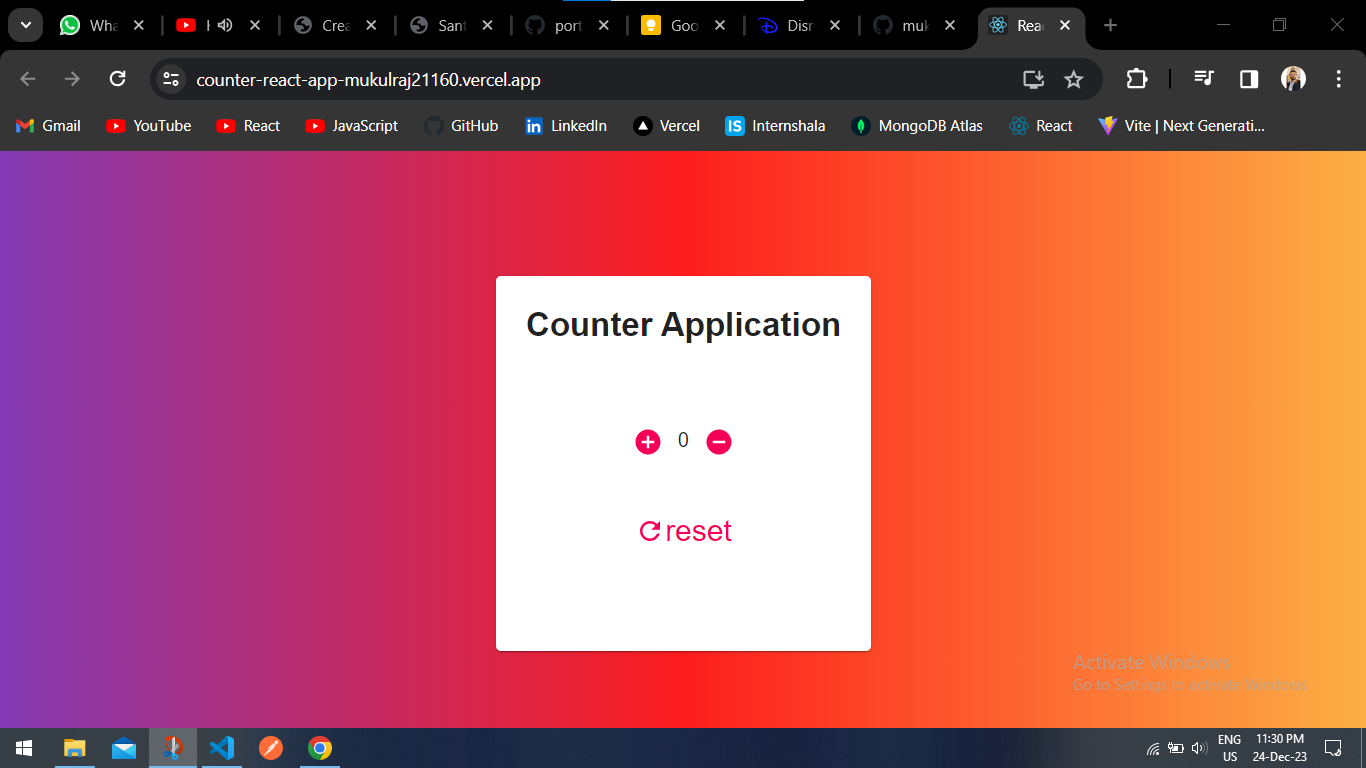 Wha
Crea
Sant
port
Goo
Disn
muk
Reac
counter-react-app-mukulraj21160.vercel.app
Gmail YouTube React JavaScript GitHub LinkedIn Vercel Internshala MongoDB Atlas React Vite | Next Generati...
Counter Application
0
reset
Activate Windows
Go to Settings to activate Windows.
ENG 11:30 PM
US 24-Dec-23